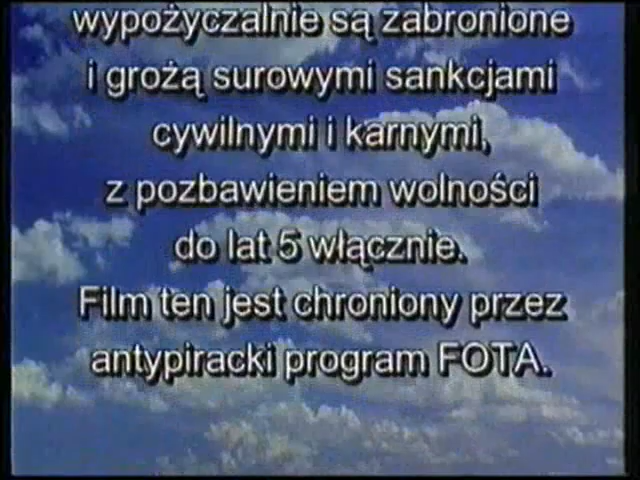 wypożyczalnie są zabronione
i grożą surowymi sankcjami
cywilnymi i karnymi,
z pozbawieniem wolności
do lat 5 włącznie.
Film ten jest chroniony przez
antypiracki program FOTA.